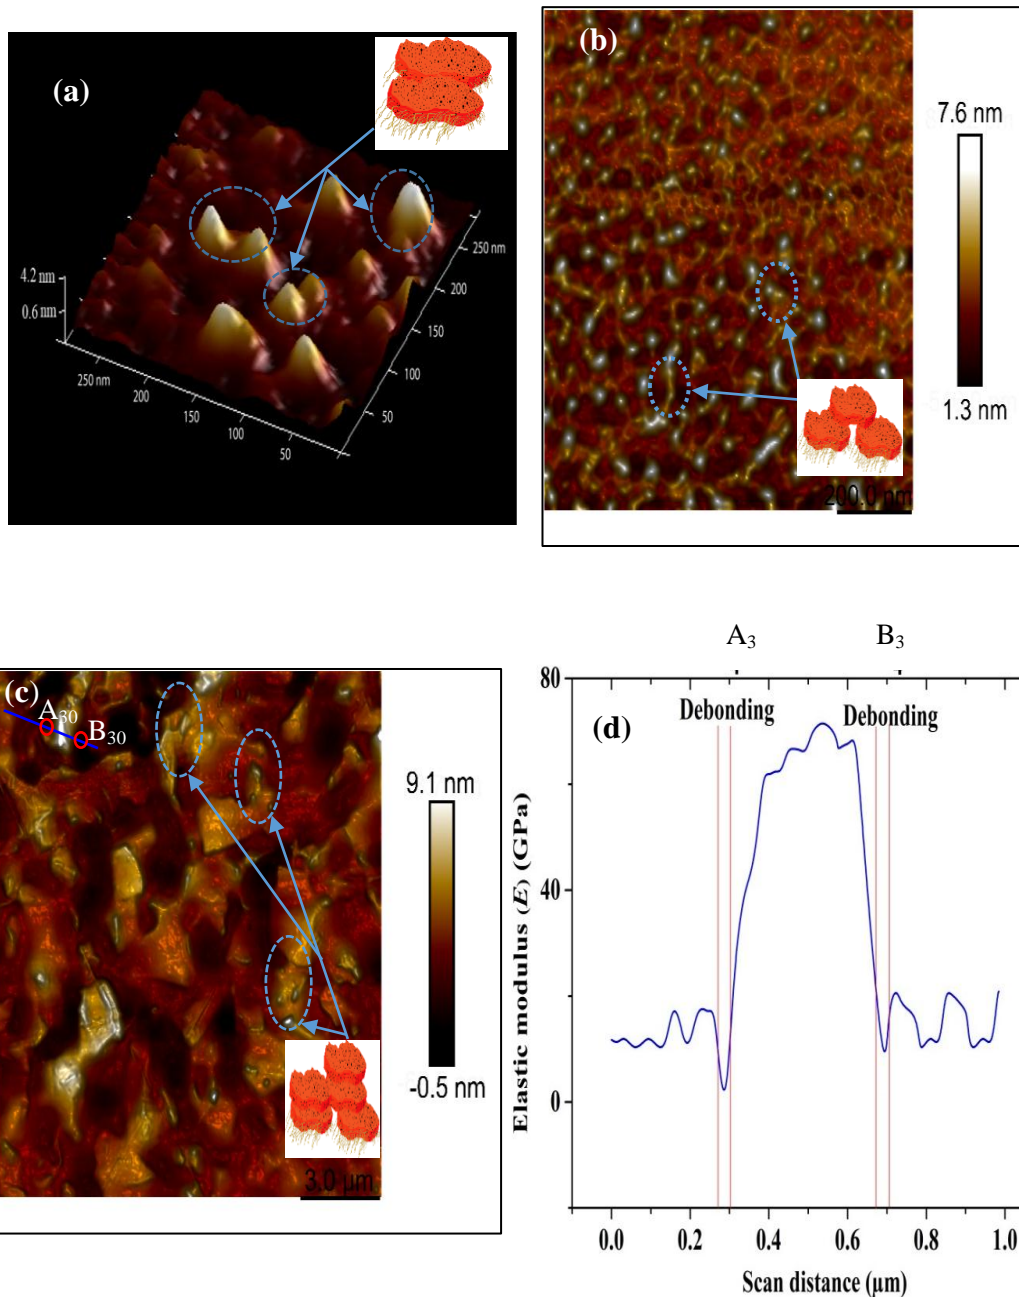 (a)
4.2 nm
0.6 nm
250 nm
200
150
100
50
50
100
150
200
250 nm
(b)
7.6 nm
1.3 nm
200.0 nm
(c)
A30
B30
9.1 nm
-0.5 nm
3.0 µm
A3
B3
(d)
Debonding
Debonding
80
40
0
Elastic modulus (E) (GPa)
0.0 0.2 0.4 0.6 0.8 1.0
Scan distance (µm)